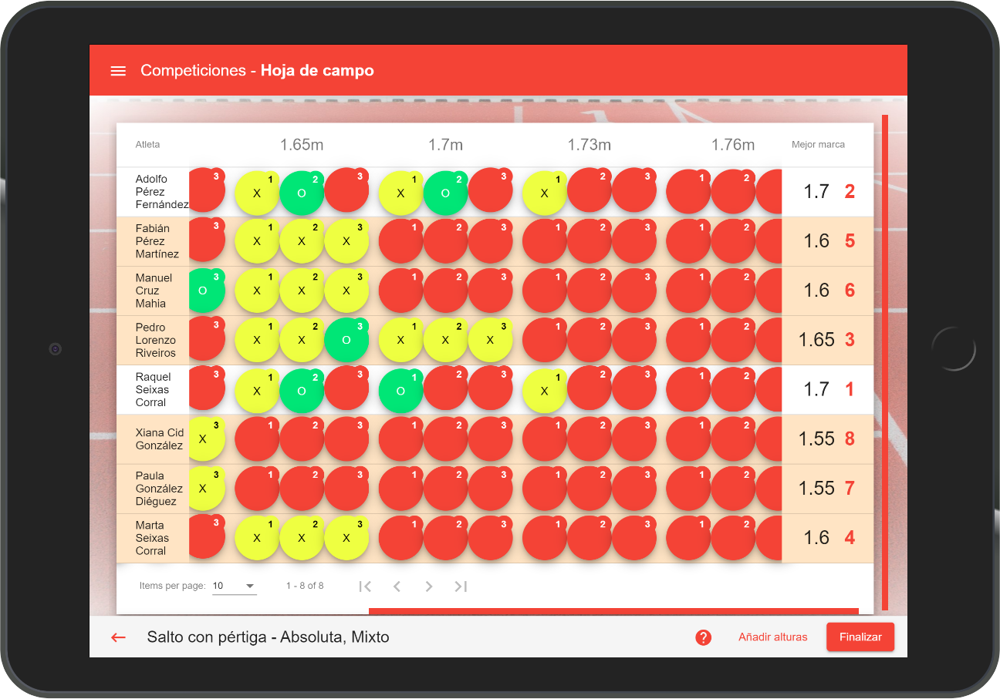 Competiciones - Hoja de campo
Atleta 1.65m 1.7m 1.73m 1.76m Mejor marca
Adolfo
Pérez
Fernández
3 X 1 O 2 3 X 1 O 2 3 X 1 2 3 1 2 1.7 2
Fabián
Pérez
Martínez
3 X 1 X 2 X 3 1 2 3 1 2 3 1 2 1.6 5
Manuel
Cruz
Mahia
O 3 X 1 X 2 X 3 1 2 3 1 2 3 1 2 1.6 6
Pedro
Lorenzo
Riveiros
3 X 1 X 2 O 3 X 1 X 2 X 3 1 2 3 1 2 1.65 3
Raquel
Seixas
Corral
3 X 1 O 2 3 O 1 2 3 X 1 2 3 1 2 1.7 1
Xiana Cid
González
X 3 1 2 3 1 2 3 1 2 3 1 2 1.55 8
Paula
González
Diéguez
X 3 1 2 3 1 2 3 1 2 3 1 2 1.55 7
Marta
Seixas
Corral
3 X 1 X 2 X 3 1 2 3 1 2 3 1 2 1.6 4
Items per page: 10 1 - 8 of 8
Salto con pértiga - Absoluta, Mixto ? Añadir alturas Finalizar